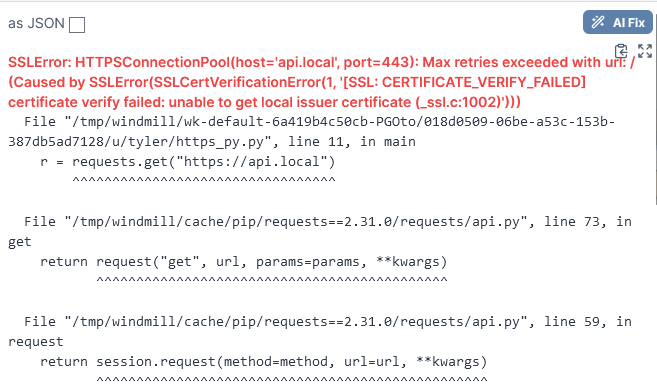 as JSON
AI Fix
SSLError: HTTPSConnectionPool(host='api.local', port=443): Max retries exceeded with url: /
(Caused by SSLError(SSLCertVerificationError(1, '[SSL: CERTIFICATE_VERIFY_FAILED]
certificate verify failed: unable to get local issuer certificate (_ssl.c:1002)')))
File "/tmp/windmill/wk-default-6a419b4c50cb-PGOto/018d0509-06be-a53c-153b-
387db5ad7128/u/tyler/https_py.py", line 11, in main
r = requests.get("https://api.local")
^^^^^^^^^^^^^^^^^^^^^^^^^^^^^^^^^
File "/tmp/windmill/cache/pip/requests==2.31.0/requests/api.py", line 73, in
get
return request("get", url, params=params, **kwargs)
^^^^^^^^^^^^^^^^^^^^^^^^^^^^^^^^^^^^^^^^^^^^
File "/tmp/windmill/cache/pip/requests==2.31.0/requests/api.py", line 59, in
request
return session.request(method=method, url=url, **kwargs)
^^^^^^^^^^^^^^^^^^^^^^^^^^^^^^^^^^^^^^^^^^^^^^^^^